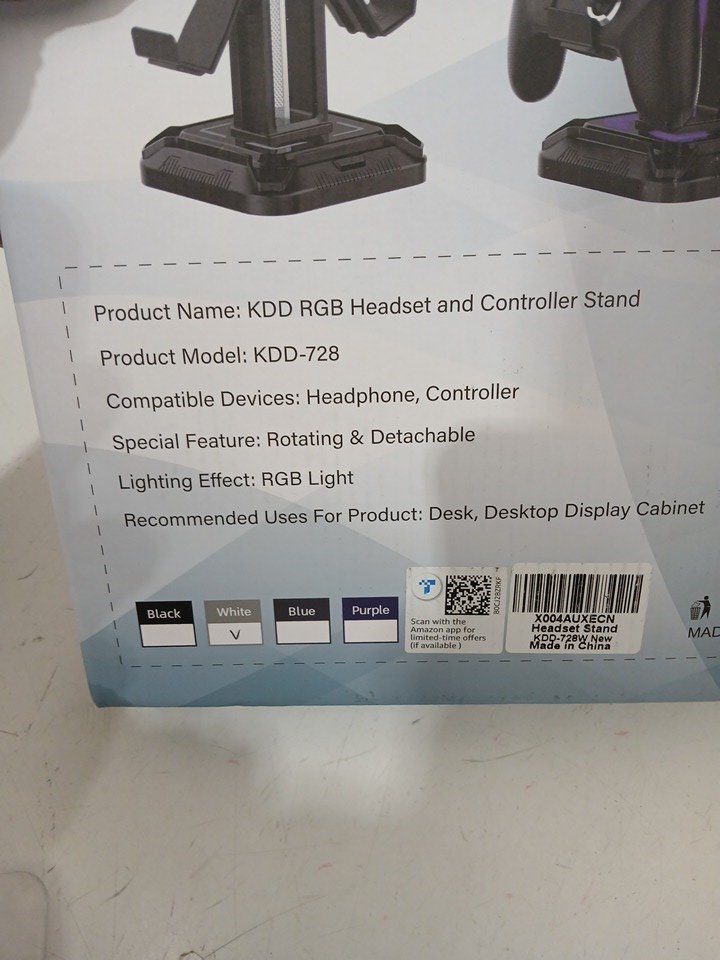 Product Name: KDD RGB Headset and Controller Stand
Product Model: KDD-728
Compatible Devices: Headphone, Controller
Special Feature: Rotating & Detachable
Lighting Effect: RGB Light
Recommended Uses For Product: Desk, Desktop Display Cabinet
Black
White
V
Blue
Purple
Scan with the
Amazon app for
limited-time offers
(if available)
B0CJ2BZRKF
X004AUXECN
Headset Stand
KDD-728W New
Made in China
MAD